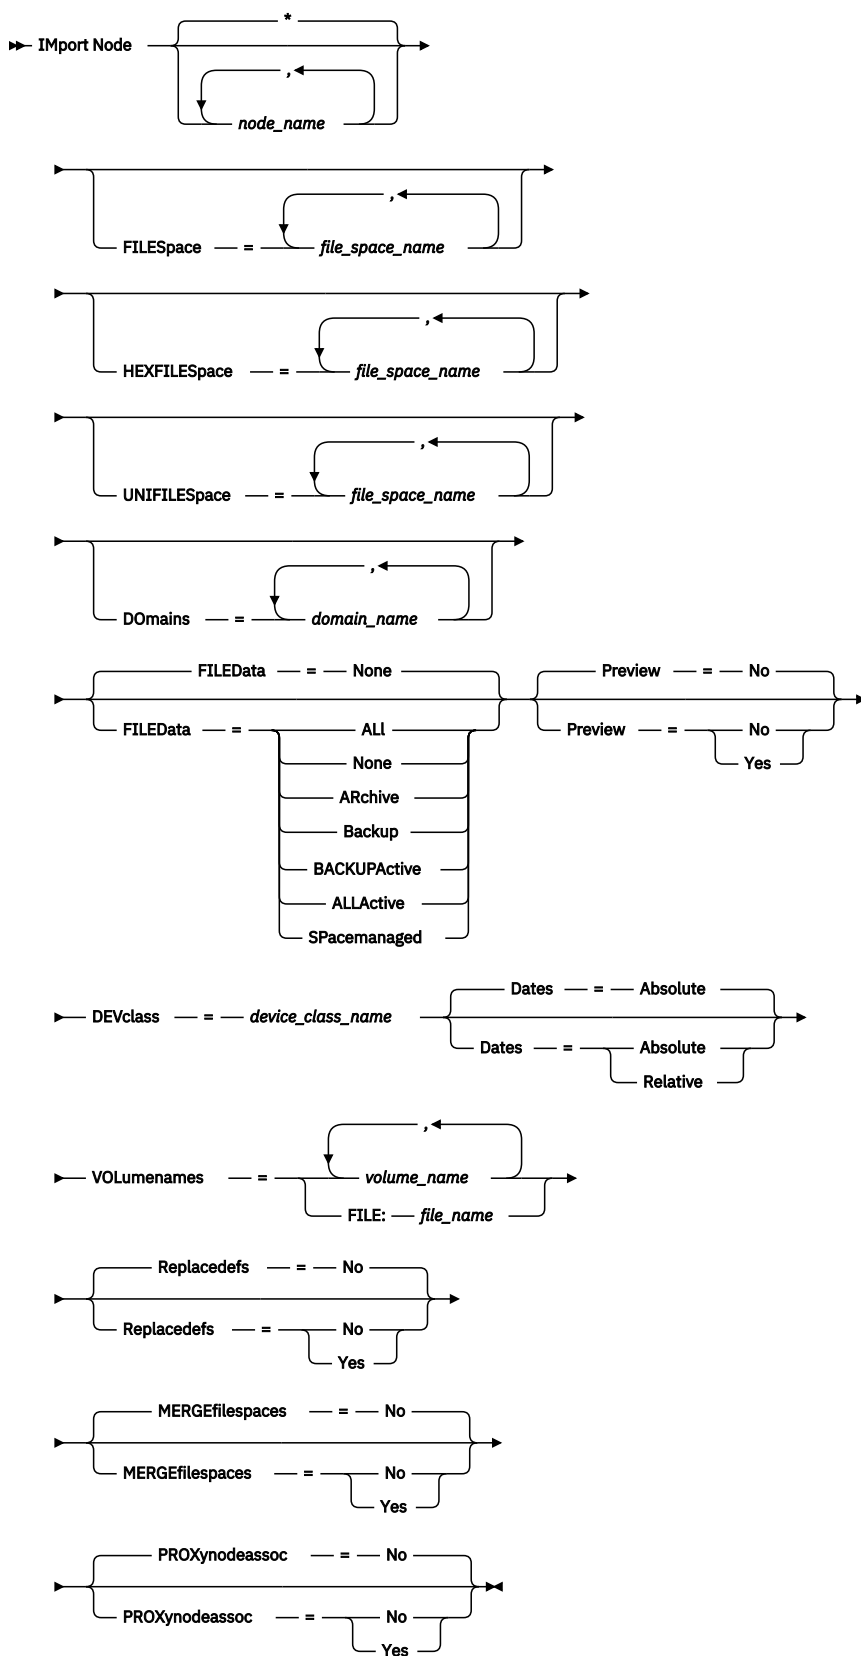 *
IMport Node
,
node_name
,
FILESpace = file_space_name
,
HEXFILESpace = file_space_name
,
UNIFILESpace = file_space_name
,
DOmains = domain_name
FILEData = None Preview = No
FILEData = ALl Preview = No
None Yes
ARchive
Backup
BACKUPActive
ALLActive
SPacemanaged
Dates = Absolute
DEVclass = device_class_name
Dates = Absolute
Relative
,
VOLumenames = volume_name
FILE: file_name
Replacedefs = No
Replacedefs = No
Yes
MERGEfilespaces = No
MERGEfilespaces = No
Yes
PROXynodeassoc = No
PROXynodeassoc = No
Yes